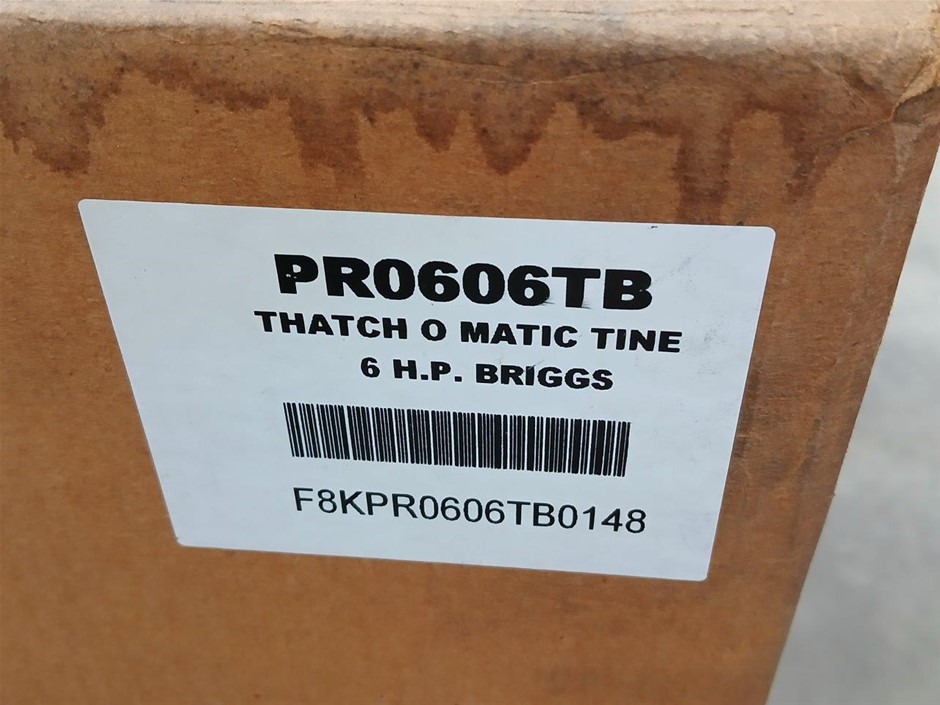 PR0606TB
THATCH O MATIC TINE
6 H.P. BRIGGS
F8KPR0606TB0148